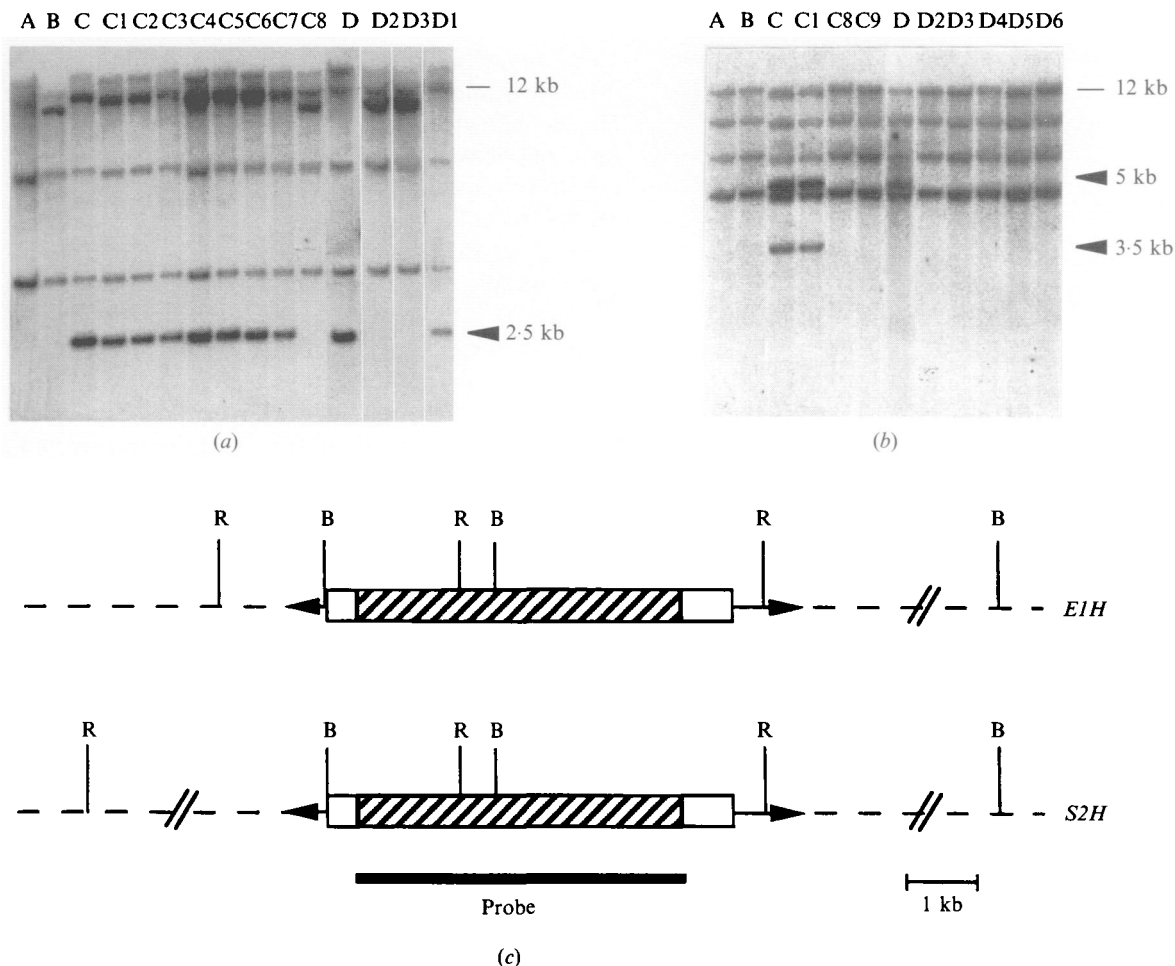 A B C C1 C2 C3 C4 C5 C6 C7 C8 D D2 D3 D1
12 kb
2·5 kb
(a)
A B C C1 C8 C9 D D2 D3 D4 D5 D6
12 kb
5 kb
3·5 kb
(b)
R B R B R B
E1H
R B R B R B
S2H
Probe
1 kb
(c)